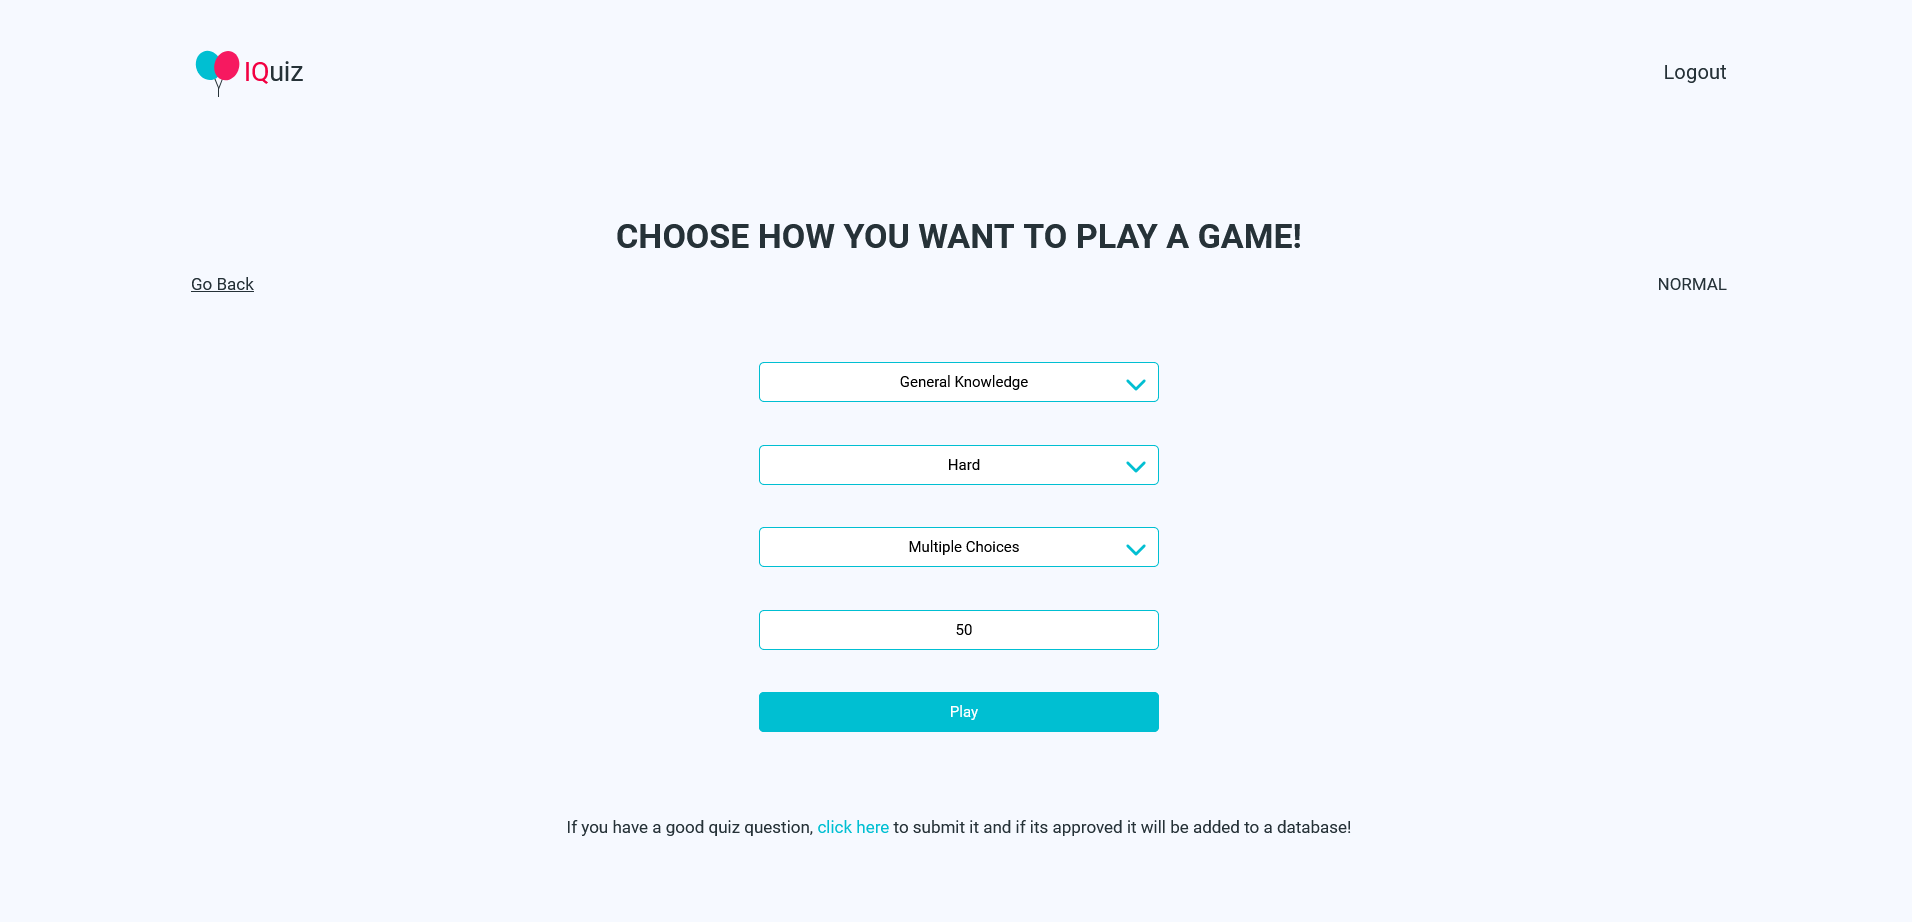 IQuiz
Logout
CHOOSE HOW YOU WANT TO PLAY A GAME!
Go Back
NORMAL
General Knowledge
Hard
Multiple Choices
50
Play
If you have a good quiz question, click here to submit it and if its approved it will be added to a database!